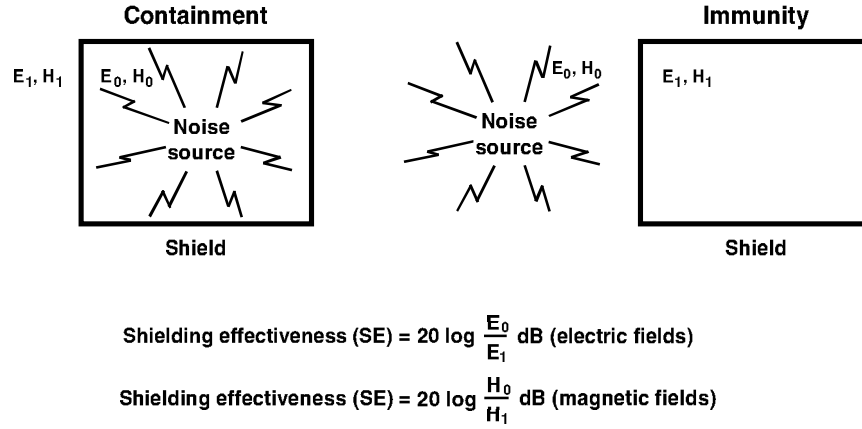 Containment
Immunity
E₁, H₁
E₀, H₀
Noise
source
Shield
E₀, H₀
Noise
source
E₁, H₁
Shield
Shielding effectiveness (SE) = 20 log E₀/E₁ dB (electric fields)
Shielding effectiveness (SE) = 20 log H₀/H₁ dB (magnetic fields)